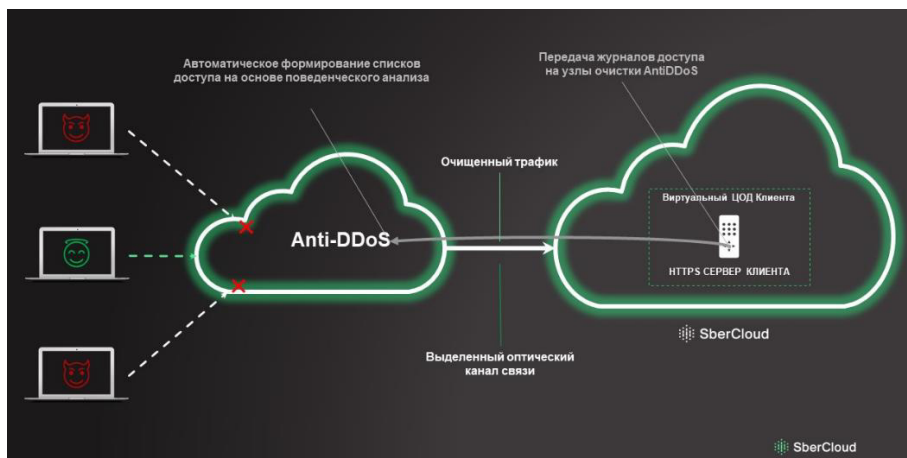 Автоматическое формирование списков
доступа на основе поведенческого анализа
Передача журналов доступа
на узлы очистки AntiDDoS
Очищенный трафик
Виртуальный ЦОД Клиента
Anti-DDoS
HTTPS СЕРВЕР КЛИЕНТА
SberCloud
Выделенный оптический
канал связи
SberCloud